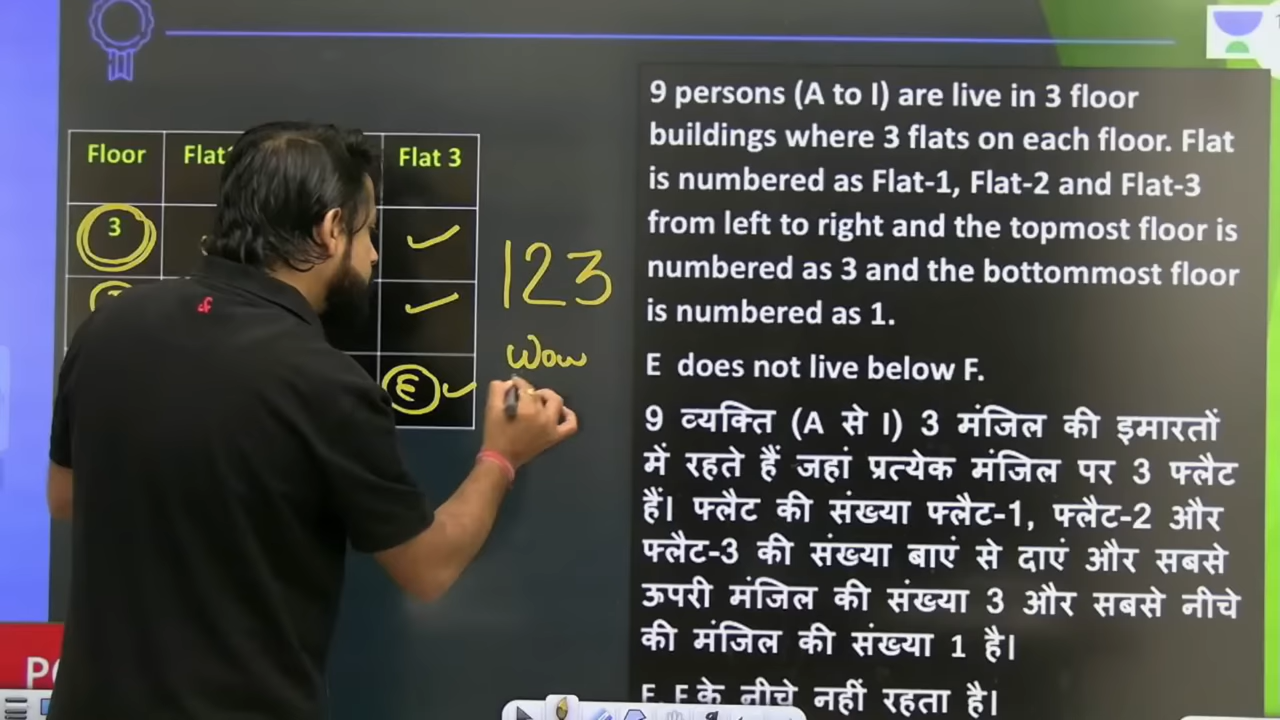 Floor Flat Flat 3
3
123
Wow
E
9 persons (A to I) are live in 3 floor
buildings where 3 flats on each floor. Flat
is numbered as Flat-1, Flat-2 and Flat-3
from left to right and the topmost floor is
numbered as 3 and the bottommost floor
is numbered as 1.
E does not live below F.
9 व्यक्ति (A से I) 3 मंजिल की इमारतों
में रहते हैं जहां प्रत्येक मंजिल पर 3 फ्लैट
हैं। फ्लैट की संख्या फ्लैट-1, फ्लैट-2 और
फ्लैट-3 की संख्या बाएं से दाएं और सबसे
ऊपरी मंजिल की संख्या 3 और सबसे नीचे
की मंजिल की संख्या 1 है।
E, F के नीचे नहीं रहता है।